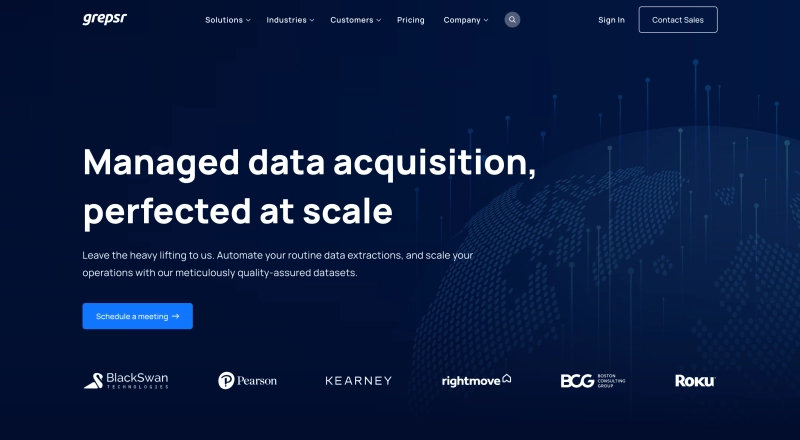 grepsr
Solutions
Industries
Customers
Pricing
Company
Sign In
Contact Sales
Managed data acquisition,
perfected at scale
Leave the heavy lifting to us. Automate your routine data extractions, and scale your
operations with our meticulously quality-assured datasets.
Schedule a meeting →
BlackSwan
TECHNOLOGIES
Pearson
KEARNEY
rightmove
BCG
BOSTON
CONSULTING
GROUP
ROKU